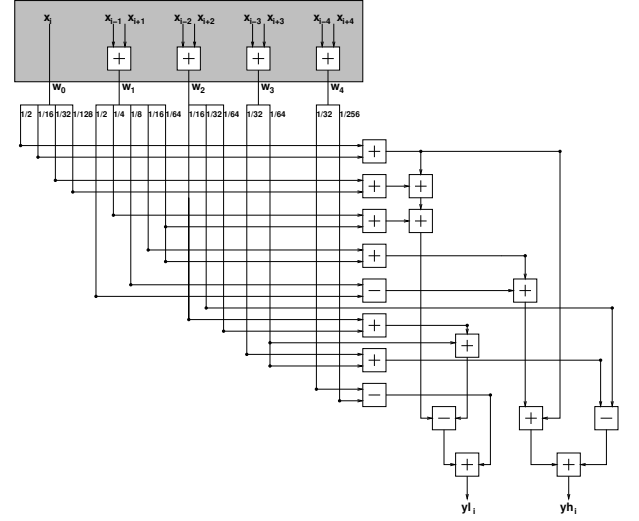 x_i x_{i−1} x_{i+1} x_{i−2} x_{i+2} x_{i−3} x_{i+3} x_{i−4} x_{i+4}
+ + + +
w_0 w_1 w_2 w_3 w_4
1/2 1/16 1/32 1/128 1/2 1/4 1/8 1/16 1/64 1/16 1/32 1/64 1/32 1/64 1/32 1/256
+
+ +
+ +
+
− +
+
+
+
−
− + −
+ +
yl_i yh_i